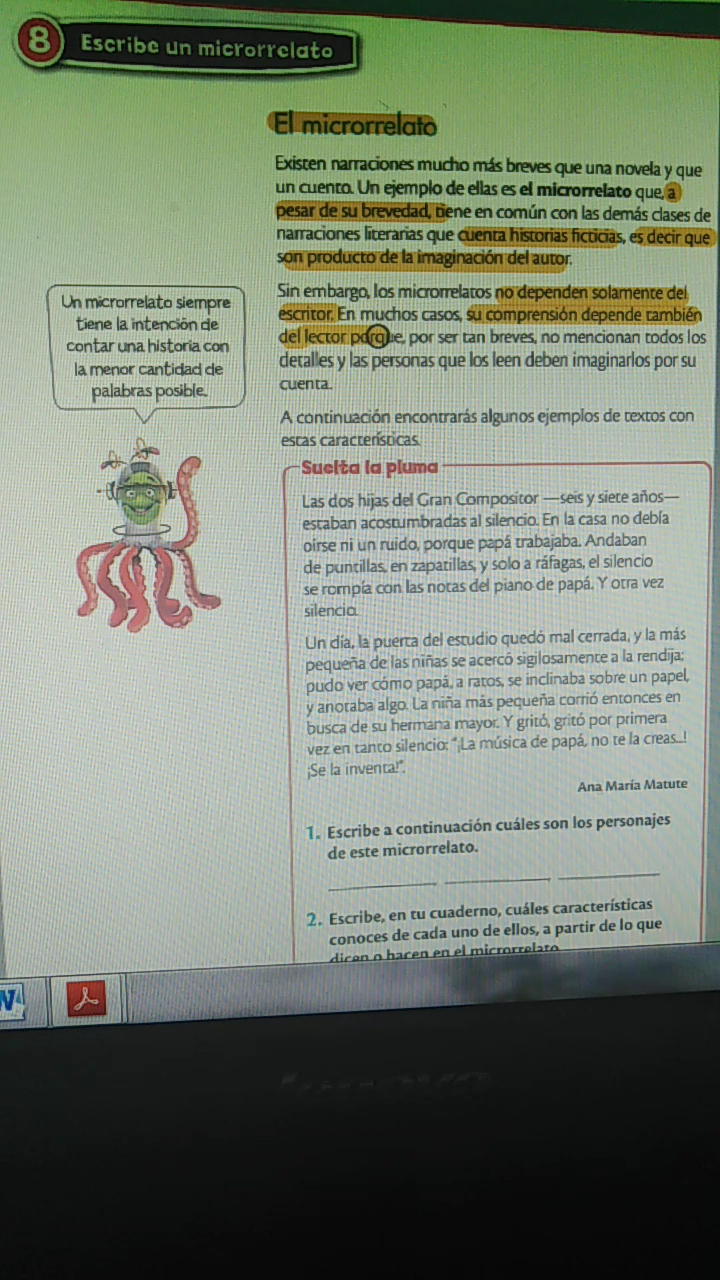 8 Escribe un microrrelato
El microrrelato
Existen narraciones mucho más breves que una novela y que
un cuento. Un ejemplo de ellas es el microrrelato que, a
pesar de su brevedad, tiene en común con las demás clases de
narraciones literarias que cuenta historias ficticias, es decir que
son producto de la imaginación del autor.
Sin embargo, los microrrelatos no dependen solamente del
escritor. En muchos casos, su comprensión depende también
del lector porque, por ser tan breves, no mencionan todos los
detalles y las personas que los leen deben imaginarlos por su
cuenta.
A continuación encontrarás algunos ejemplos de textos con
estas características.
Un microrrelato siempre
tiene la intención de
contar una historia con
la menor cantidad de
palabras posible.
Suelta la pluma
Las dos hijas del Gran Compositor —seis y siete años—
estaban acostumbradas al silencio. En la casa no debía
oírse ni un ruido, porque papá trabajaba. Andaban
de puntillas, en zapatillas, y solo a ráfagas, el silencio
se rompía con las notas del piano de papá. Y otra vez
silencio.
Un día, la puerta del estudio quedó mal cerrada, y la más
pequeña de las niñas se acercó sigilosamente a la rendija;
pudo ver cómo papá, a ratos, se inclinaba sobre un papel,
y anotaba algo. La niña más pequeña corrió entonces en
busca de su hermana mayor. Y gritó, gritó por primera
vez en tanto silencio: “¡La música de papá, no te la creas...!
¡Se la inventa!”.
Ana María Matute
1. Escribe a continuación cuáles son los personajes
de este microrrelato.
2. Escribe, en tu cuaderno, cuáles características
conoces de cada uno de ellos, a partir de lo que
dicen o hacen en el microrrelato
W